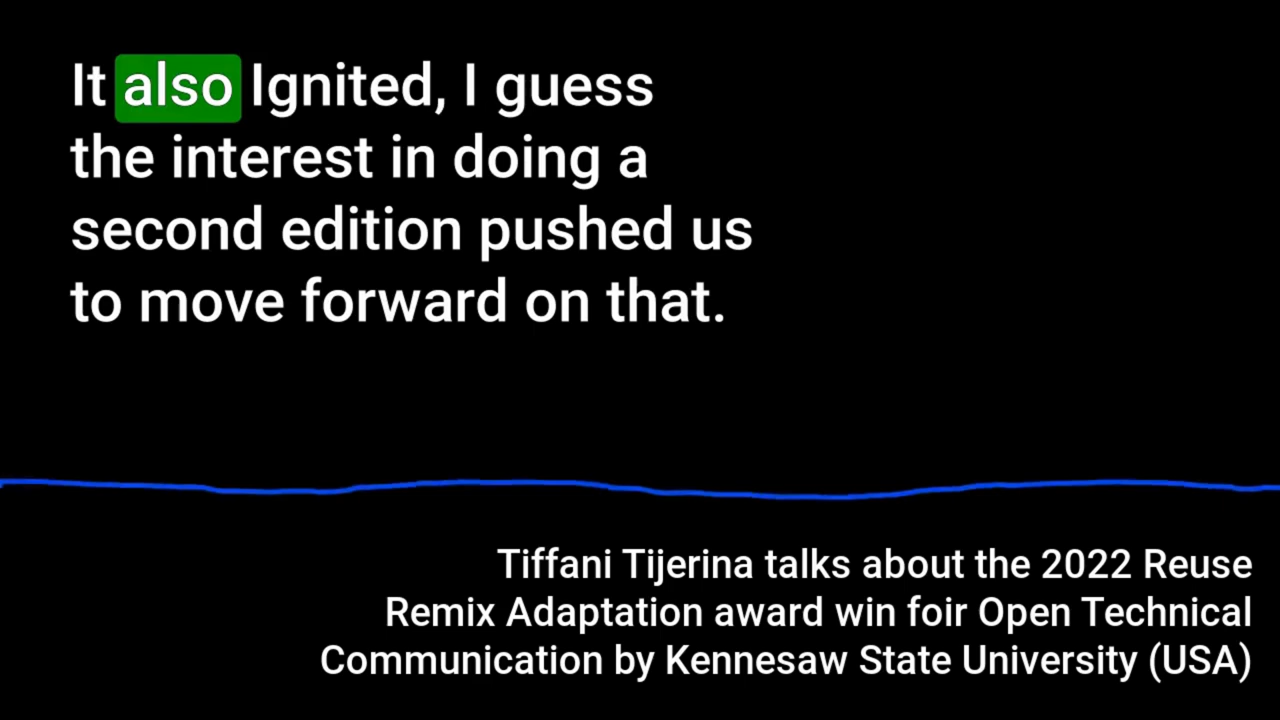 It also Ignited, I guess
the interest in doing a
second edition pushed us
to move forward on that.
Tiffani Tijerina talks about the 2022 Reuse
Remix Adaptation award win foir Open Technical
Communication by Kennesaw State University (USA)